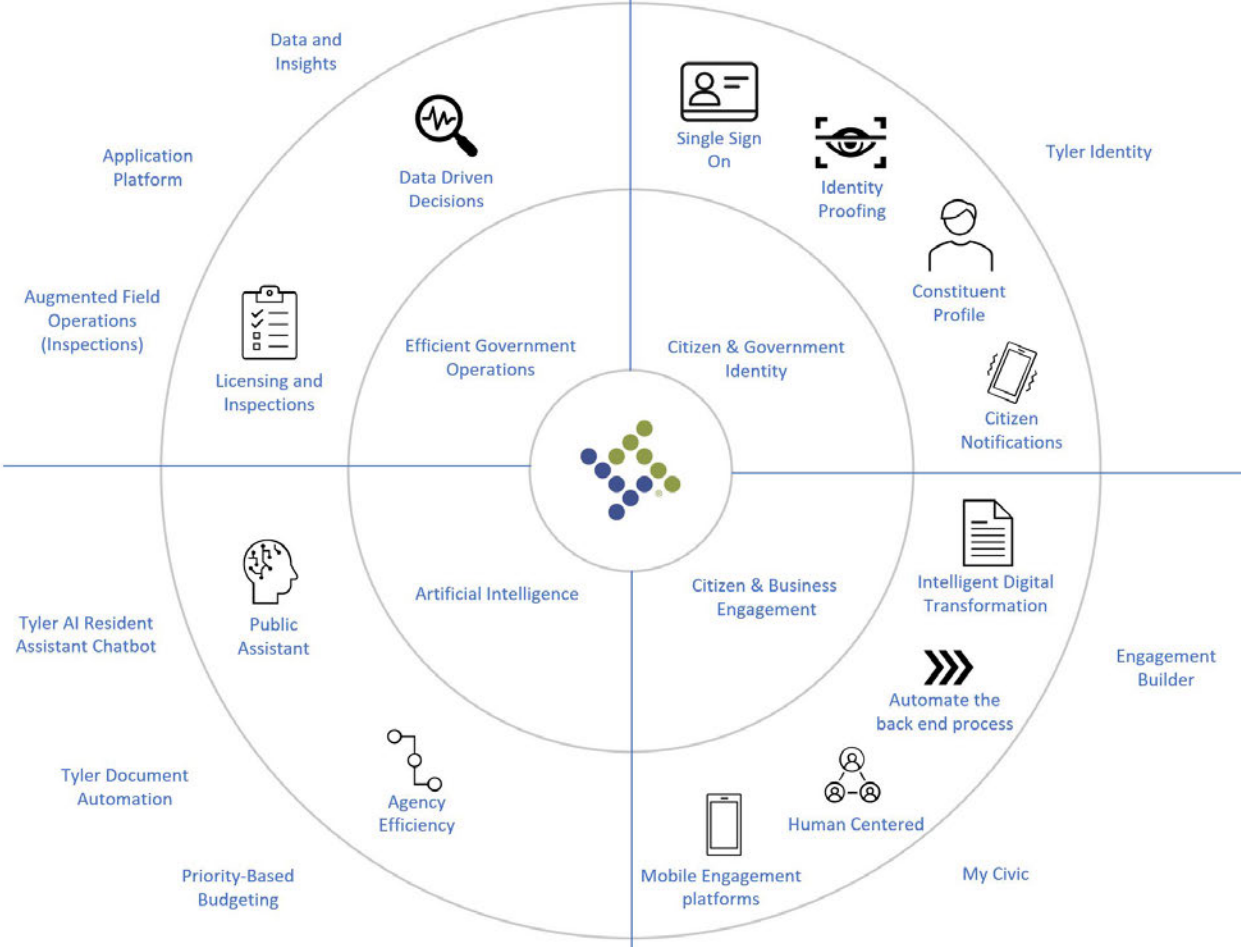 Data and
Insights
Application
Platform
Augmented Field
Operations
(Inspections)
Data Driven
Decisions
Licensing and
Inspections
Efficient Government
Operations
Single Sign
On
Identity
Proofing
Constituent
Profile
Citizen
Notifications
Tyler Identity
Citizen & Government
Identity
®
Artificial Intelligence
Public
Assistant
Agency
Efficiency
Tyler AI Resident
Assistant Chatbot
Tyler Document
Automation
Priority-Based
Budgeting
Citizen & Business
Engagement
Intelligent Digital
Transformation
Automate the
back end process
Human Centered
Mobile Engagement
platforms
Engagement
Builder
My Civic